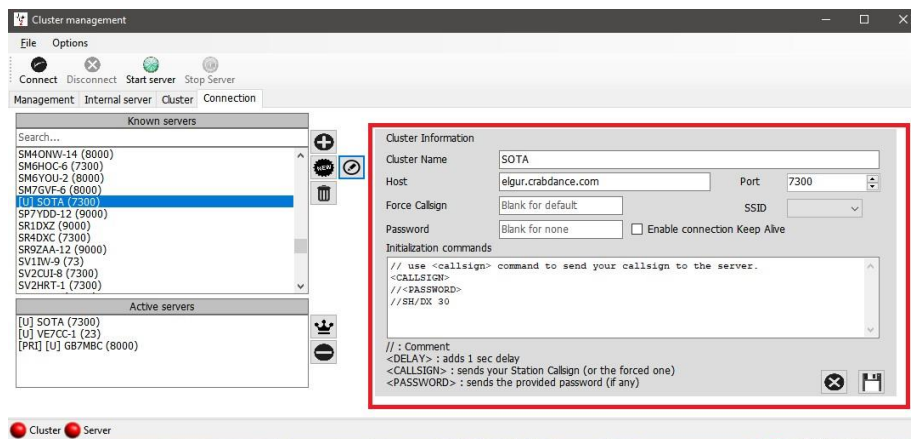 Cluster management
File Options
Connect Disconnect Start server Stop Server
Management Internal server Cluster Connection
Known servers
Search...
SM4ONW-14 (8000)
SM6HOC-6 (7300)
SM6YOU-2 (8000)
SM7GVF-6 (8000)
[U] SOTA (7300)
SP7YDD-12 (9000)
SR1DXZ (9000)
SR4DXC (7300)
SR9ZAA-12 (9000)
SV1IW-9 (73)
SV2CUI-8 (7300)
SV2HRT-1 (7300)
NEW
Active servers
[U] SOTA (7300)
[U] VE7CC-1 (23)
[PRI] [U] GB7MBC (8000)
Cluster Information
Cluster Name SOTA
Host elgur.crabdance.com Port 7300
Force Callsign Blank for default SSID
Password Blank for none Enable connection Keep Alive
Initialization commands
// use <callsign> command to send your callsign to the server.
<CALLSIGN>
//<PASSWORD>
//SH/DX 30
// : Comment
<DELAY> : adds 1 sec delay
<CALLSIGN> : sends your Station Callsign (or the forced one)
<PASSWORD> : sends the provided password (if any)
Cluster Server